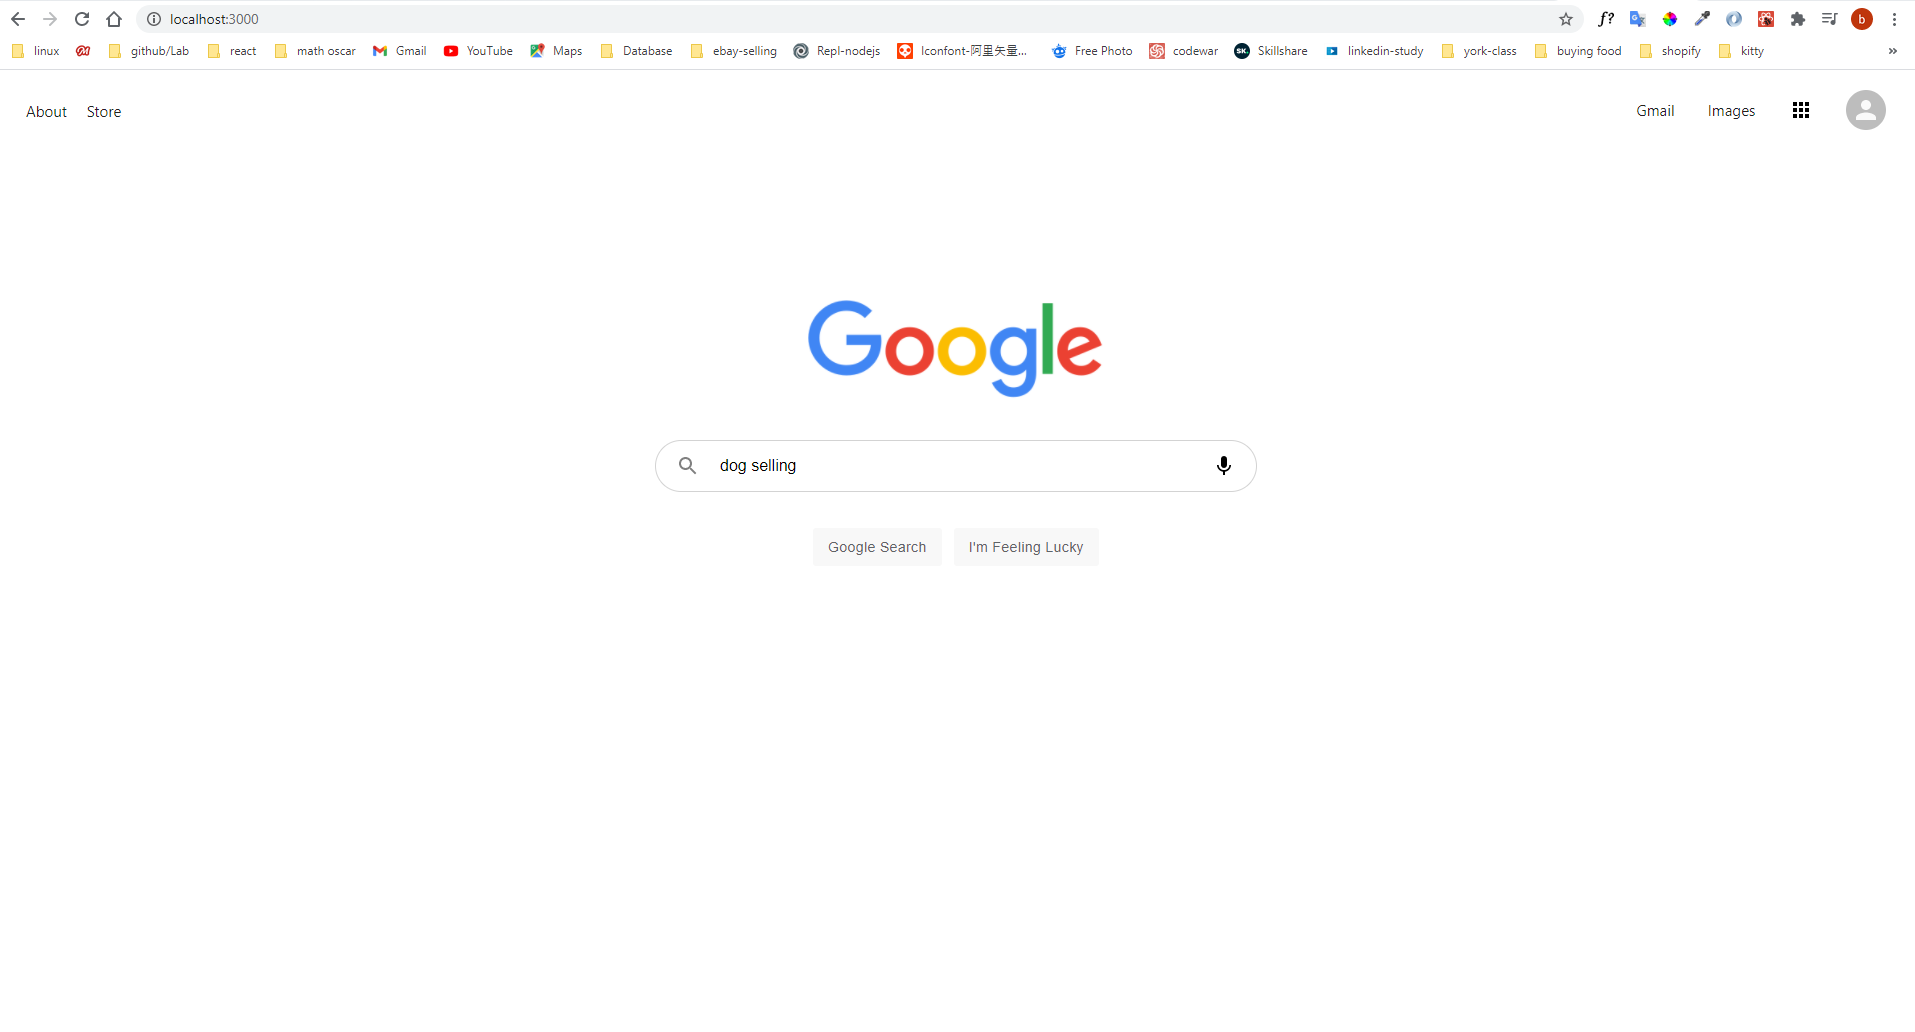 localhost:3000
f?
b
linux github/Lab react math oscar Gmail YouTube Maps Database ebay-selling Repl-nodejs Iconfont-阿里矢量... Free Photo codewar SK. Skillshare linkedin-study york-class buying food shopify kitty »
About Store Gmail Images
Google
dog selling
Google Search I'm Feeling Lucky